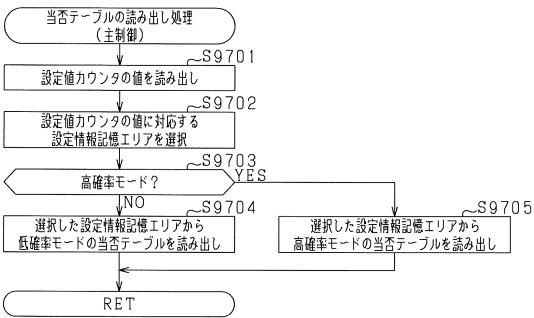 当否テーブルの読み出し処理
(主制御)
S9701
設定値カウンタの値を読み出し
S9702
設定値カウンタの値に対応する
設定情報記憶エリアを選択
S9703
高確率モード?
YES
NO
S9704
選択した設定情報記憶エリアから
低確率モードの当否テーブルを読み出し
S9705
選択した設定情報記憶エリアから
高確率モードの当否テーブルを読み出し
RET